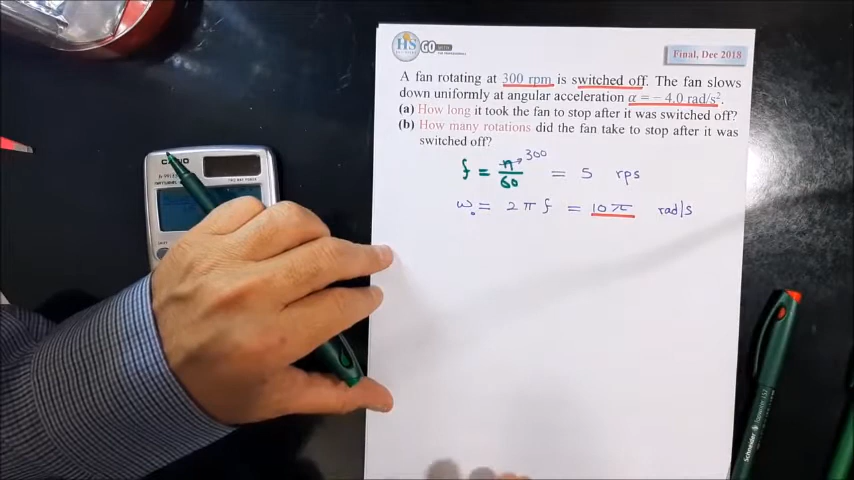 HS GO
Final, Dec 2018
A fan rotating at 300 rpm is switched off. The fan slows
down uniformly at angular acceleration α = − 4.0 rad/s².
(a) How long it took the fan to stop after it was switched off?
(b) How many rotations did the fan take to stop after it was
switched off?
f = n/60 → 300 = 5 rps
ω₀ = 2 π f = 10π rad/s
CASIO
Schneider